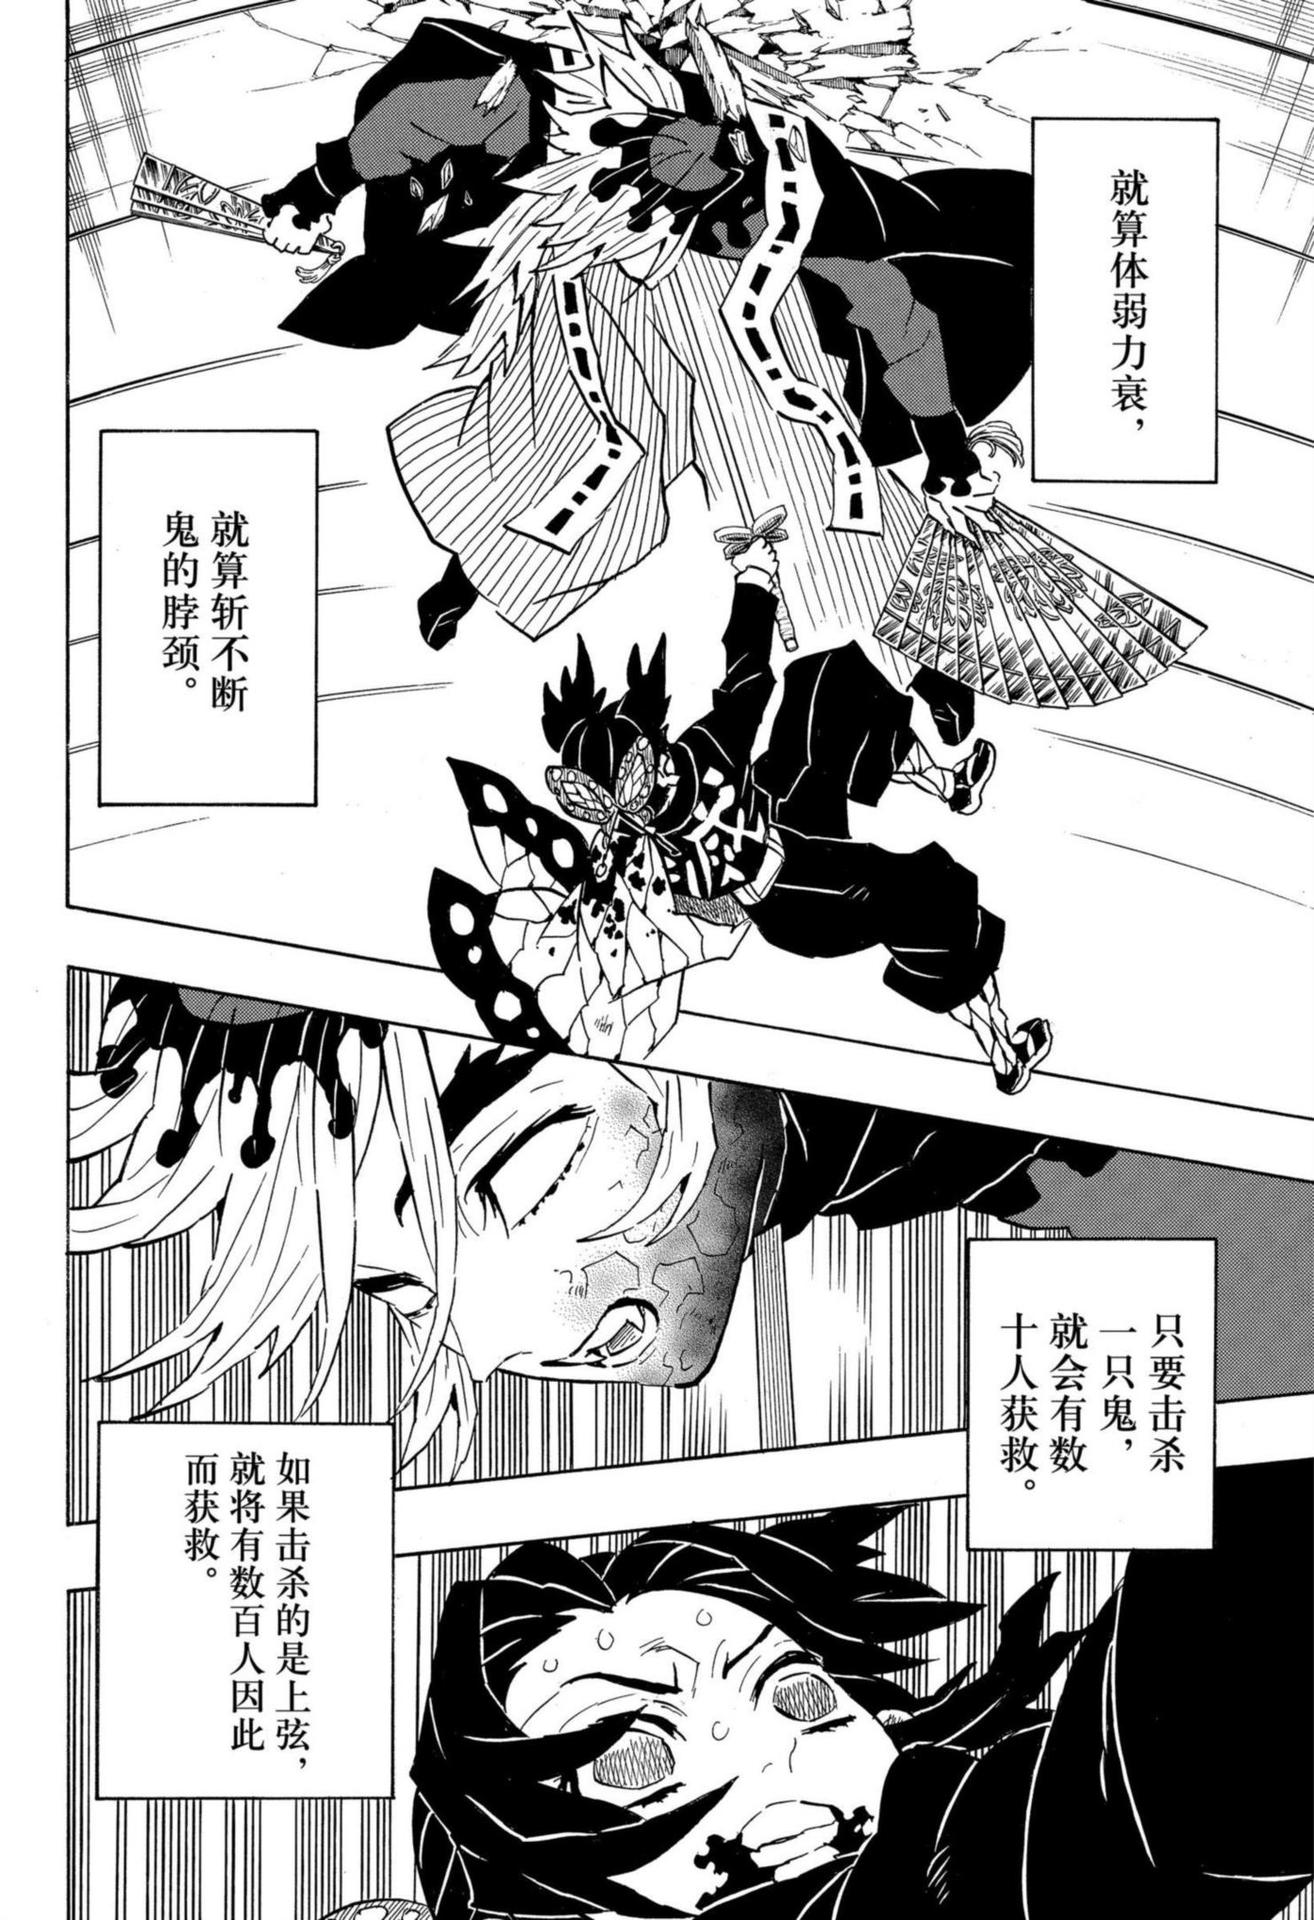 就算体弱力衰，
就算斩不断
鬼的脖颈。
只要击杀
一只鬼，
就会有数
十人获救。
如果击杀的是上弦，
就将有数百人因此
而获救。